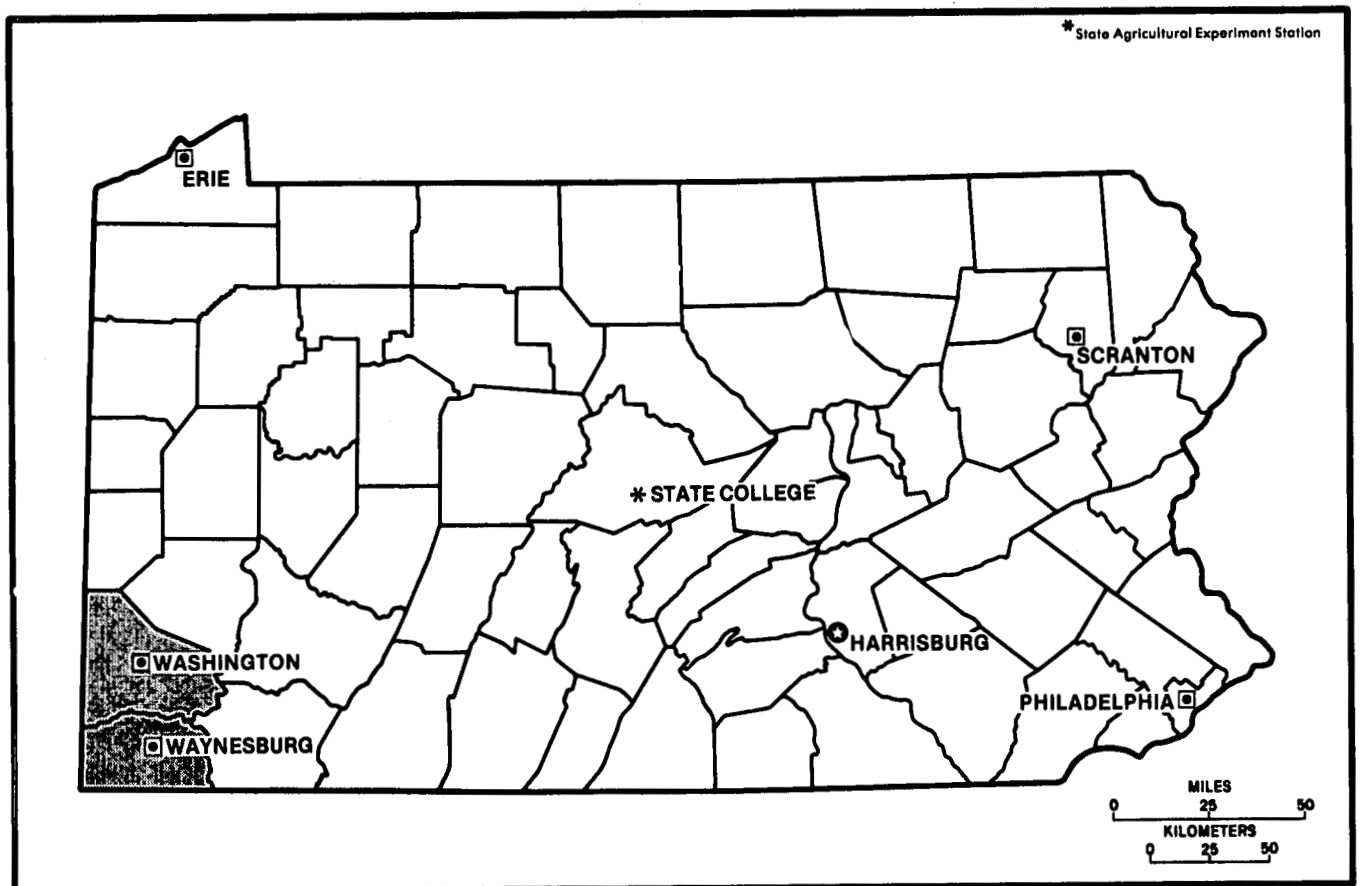 *State Agricultural Experiment Station
ERIE
SCRANTON
*STATE COLLEGE
HARRISBURG
WASHINGTON
PHILADELPHIA
WAYNESBURG
MILES
0 25 50
KILOMETERS
0 25 50